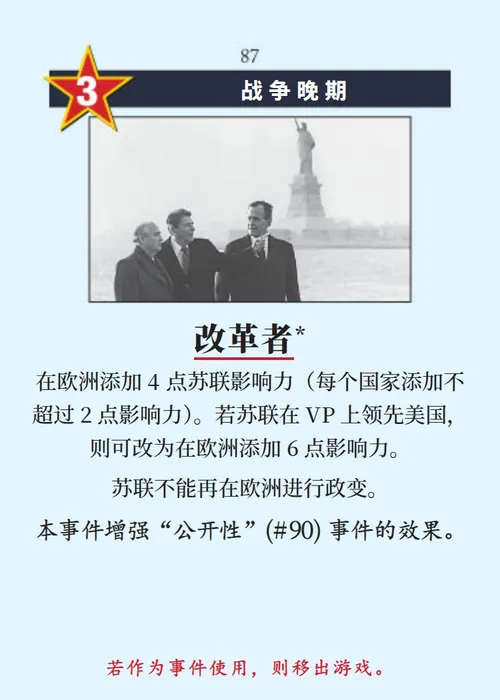 87
3
战争晚期
改革者*
在欧洲添加 4 点苏联影响力（每个国家添加不
超过 2 点影响力）。若苏联在 VP 上领先美国，
则可改为在欧洲添加 6 点影响力。
苏联不能再在欧洲进行政变。
本事件增强“公开性”(#90) 事件的效果。
若作为事件使用，则移出游戏。